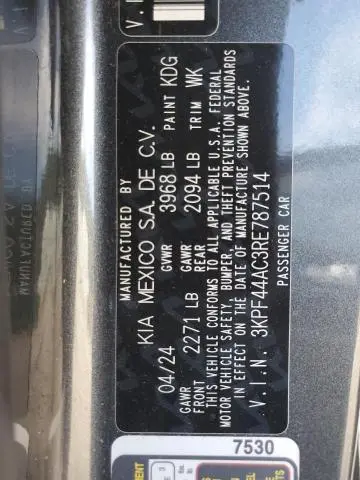 MANUFACTURED BY
KIA MEXICO S.A. DE C.V.
04/24 GVWR 3968 LB PAINT KDG
GAWR FRONT 2271 LB GAWR REAR 2094 LB TRIM WK
THIS VEHICLE CONFORMS TO ALL APPLICABLE U.S.A. FEDERAL
MOTOR VEHICLE SAFETY, BUMPER, AND THEFT PREVENTION STANDARDS
IN EFFECT ON THE DATE OF MANUFACTURE SHOWN ABOVE.
V.I.N. 3KPF44AC3RE787514
PASSENGER CAR
7530